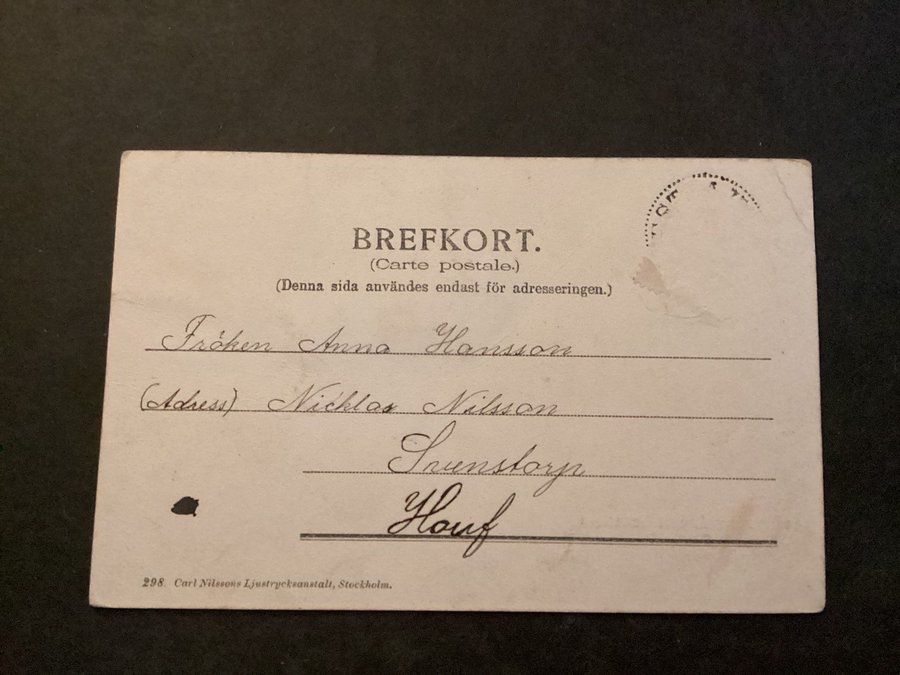 BREFKORT.
(Carte postale.)
(Denna sida användes endast för adresseringen.)
Fröken Anna Hansson
(Adress) Nicklas Nilsson
Svenstorp
Houf
298. Carl Nilssons Ljustrycksanstalt, Stockholm.